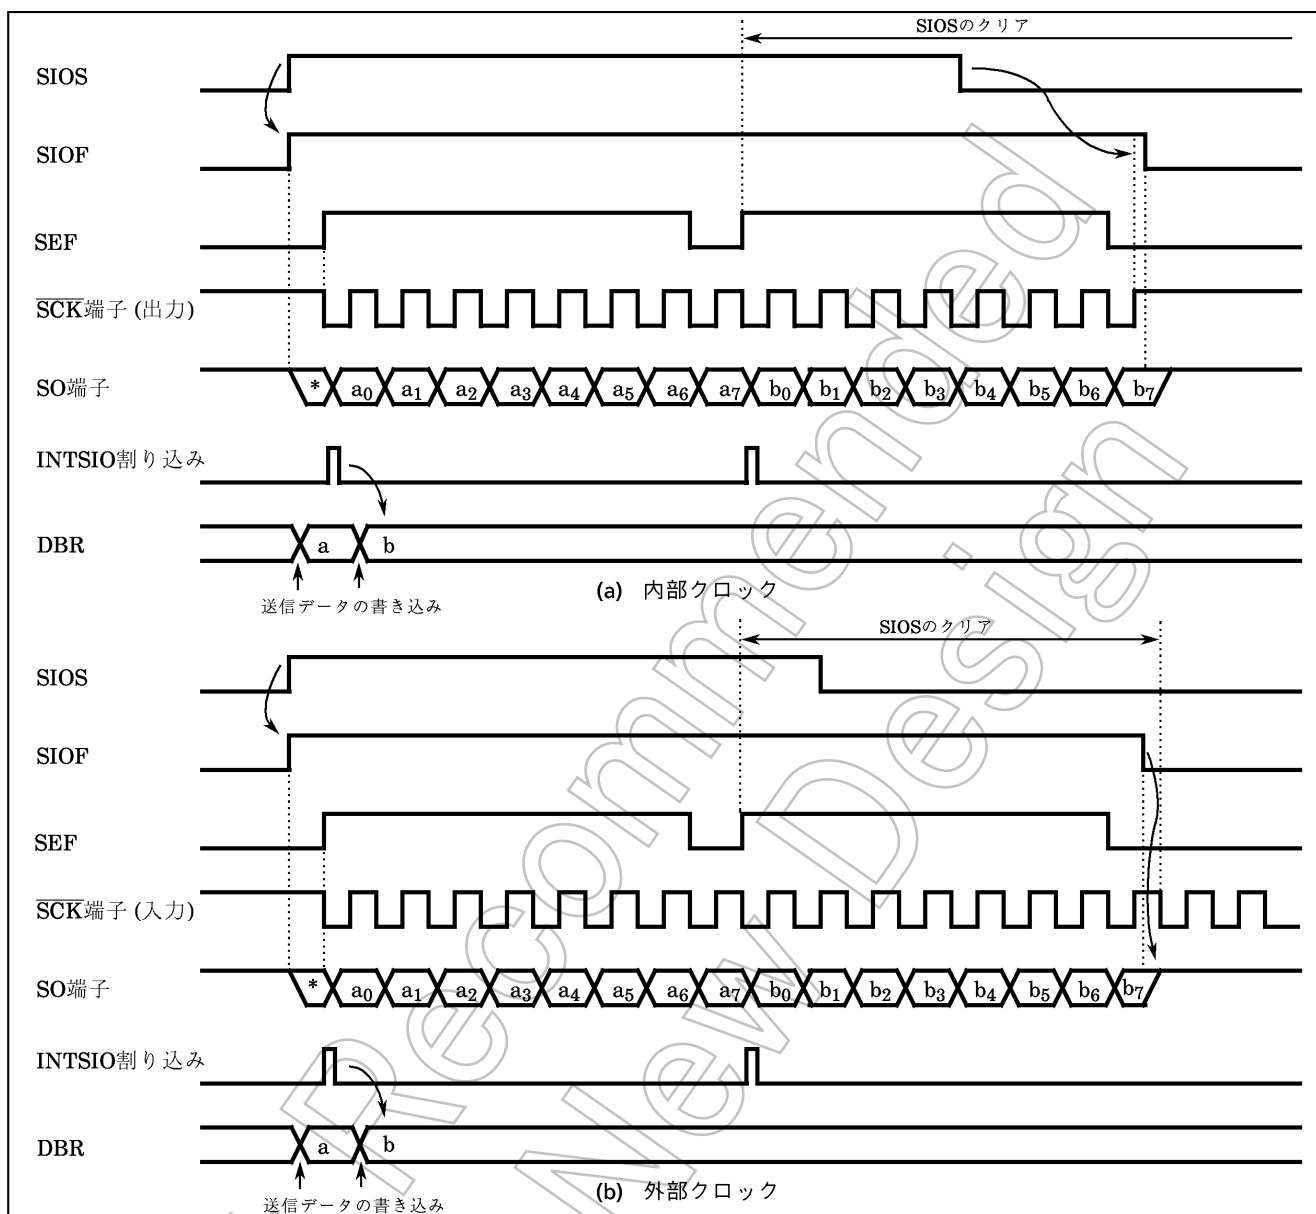 SIOSのクリア
SIOS
SIOF
SEF
SCK端子 (出力)
SO端子
* a0 a1 a2 a3 a4 a5 a6 a7 b0 b1 b2 b3 b4 b5 b6 b7
INTSIO割り込み
DBR
a b
送信データの書き込み
(a) 内部クロック
SIOSのクリア
SIOS
SIOF
SEF
SCK端子 (入力)
SO端子
* a0 a1 a2 a3 a4 a5 a6 a7 b0 b1 b2 b3 b4 b5 b6 b7
INTSIO割り込み
DBR
a b
送信データの書き込み
(b) 外部クロック
Recommended
New Design